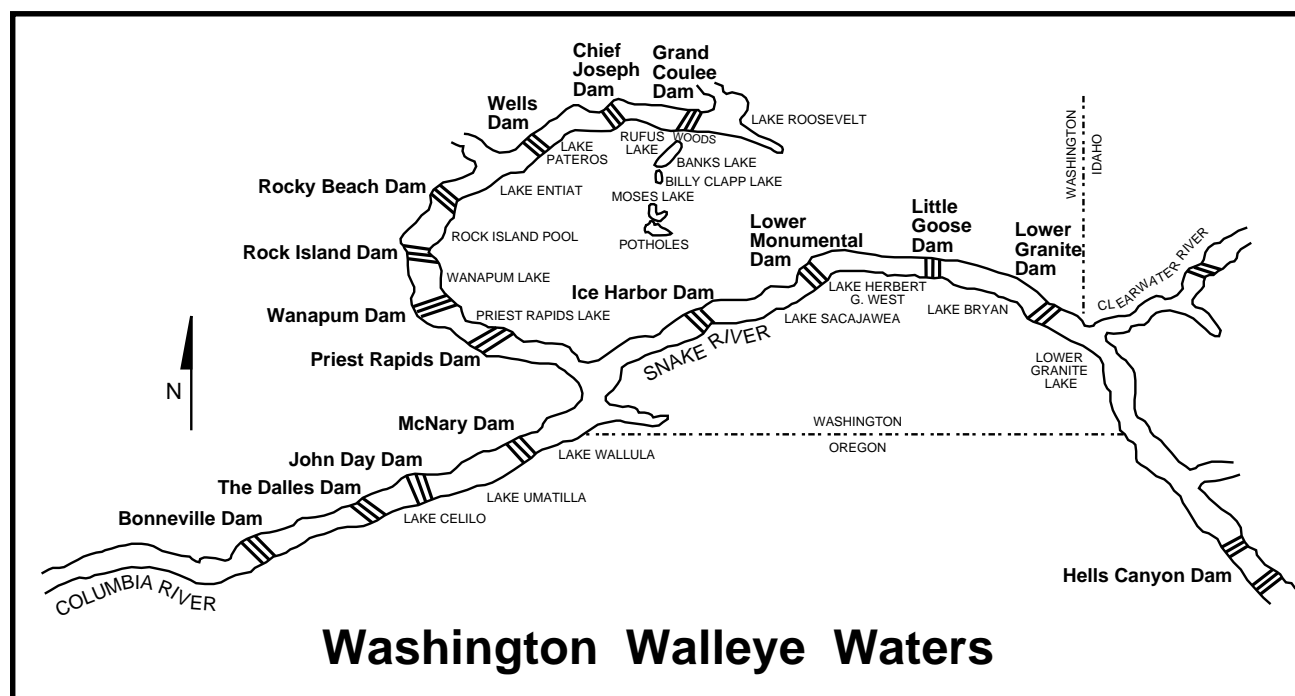 Chief
Joseph
Dam
Grand
Coulee
Dam
Wells
Dam
LAKE ROOSEVELT
RUFUS
LAKE
WOODS
LAKE
PATEROS
BANKS LAKE
BILLY CLAPP LAKE
MOSES LAKE
POTHOLES
Rocky Beach Dam
LAKE ENTIAT
Rock Island Dam
ROCK ISLAND POOL
WANAPUM LAKE
Wanapum Dam
PRIEST RAPIDS LAKE
Priest Rapids Dam
Ice Harbor Dam
Lower
Monumental
Dam
Little
Goose
Dam
Lower
Granite
Dam
WASHINGTON
IDAHO
CLEARWATER RIVER
LAKE HERBERT
G. WEST
LAKE SACAJAWEA
LAKE BRYAN
SNAKE RIVER
LOWER
GRANITE
LAKE
N
McNary Dam
WASHINGTON
OREGON
LAKE WALLULA
John Day Dam
LAKE UMATILLA
The Dalles Dam
LAKE CELILO
Bonneville Dam
COLUMBIA RIVER
Hells Canyon Dam
Washington Walleye Waters